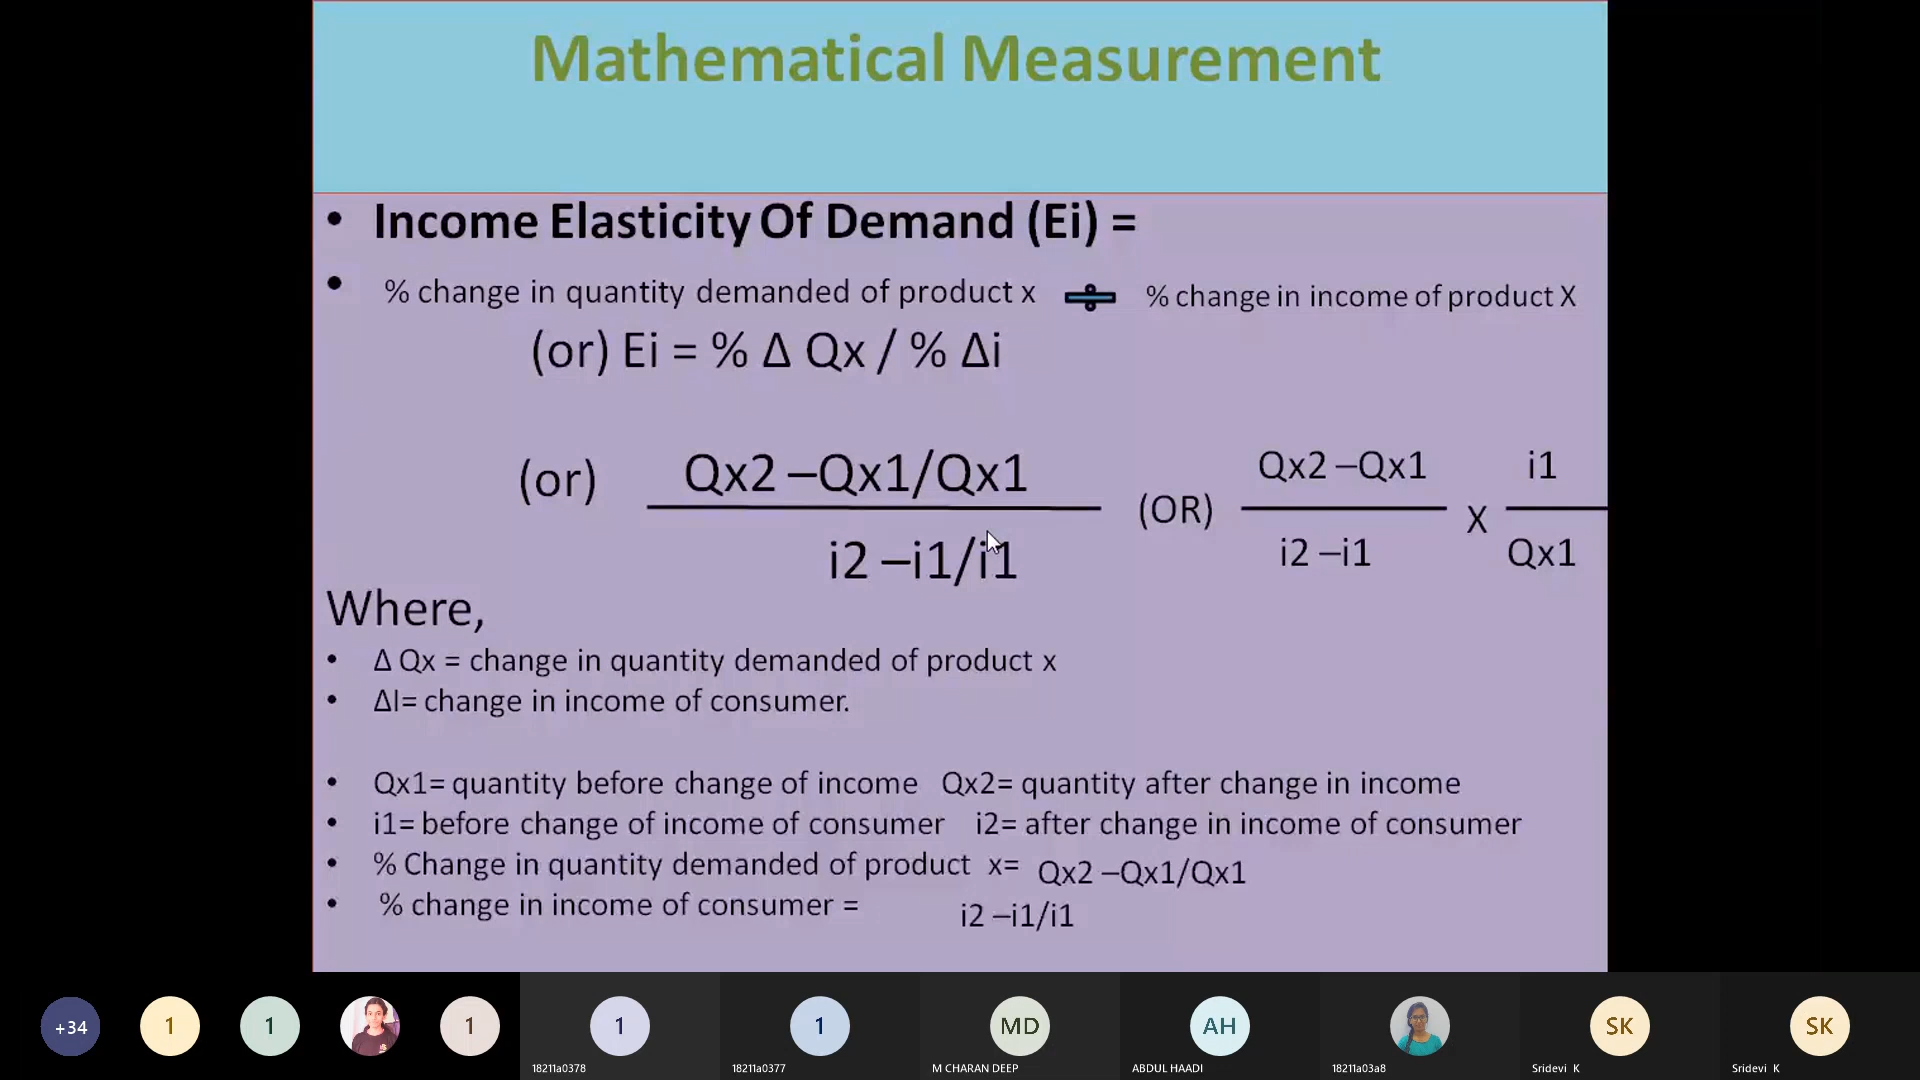 Mathematical Measurement
• Income Elasticity Of Demand (Ei) =
• % change in quantity demanded of product x ÷ % change in income of product X
(or) Ei = % Δ Qx / % Δi
(or) Qx2 –Qx1/Qx1 (OR) Qx2 –Qx1 X i1
i2 –i1/i1 i2 –i1 Qx1
Where,
• Δ Qx = change in quantity demanded of product x
• ΔI= change in income of consumer.
• Qx1= quantity before change of income Qx2= quantity after change in income
• i1= before change of income of consumer i2= after change in income of consumer
• % Change in quantity demanded of product x= Qx2 –Qx1/Qx1
• % change in income of consumer = i2 –i1/i1
+34 1 1 1 1 1 MD AH SK SK
18211a0378 18211a0377 M CHARAN DEEP ABDUL HAADI 18211a03a8 Sridevi K Sridevi K